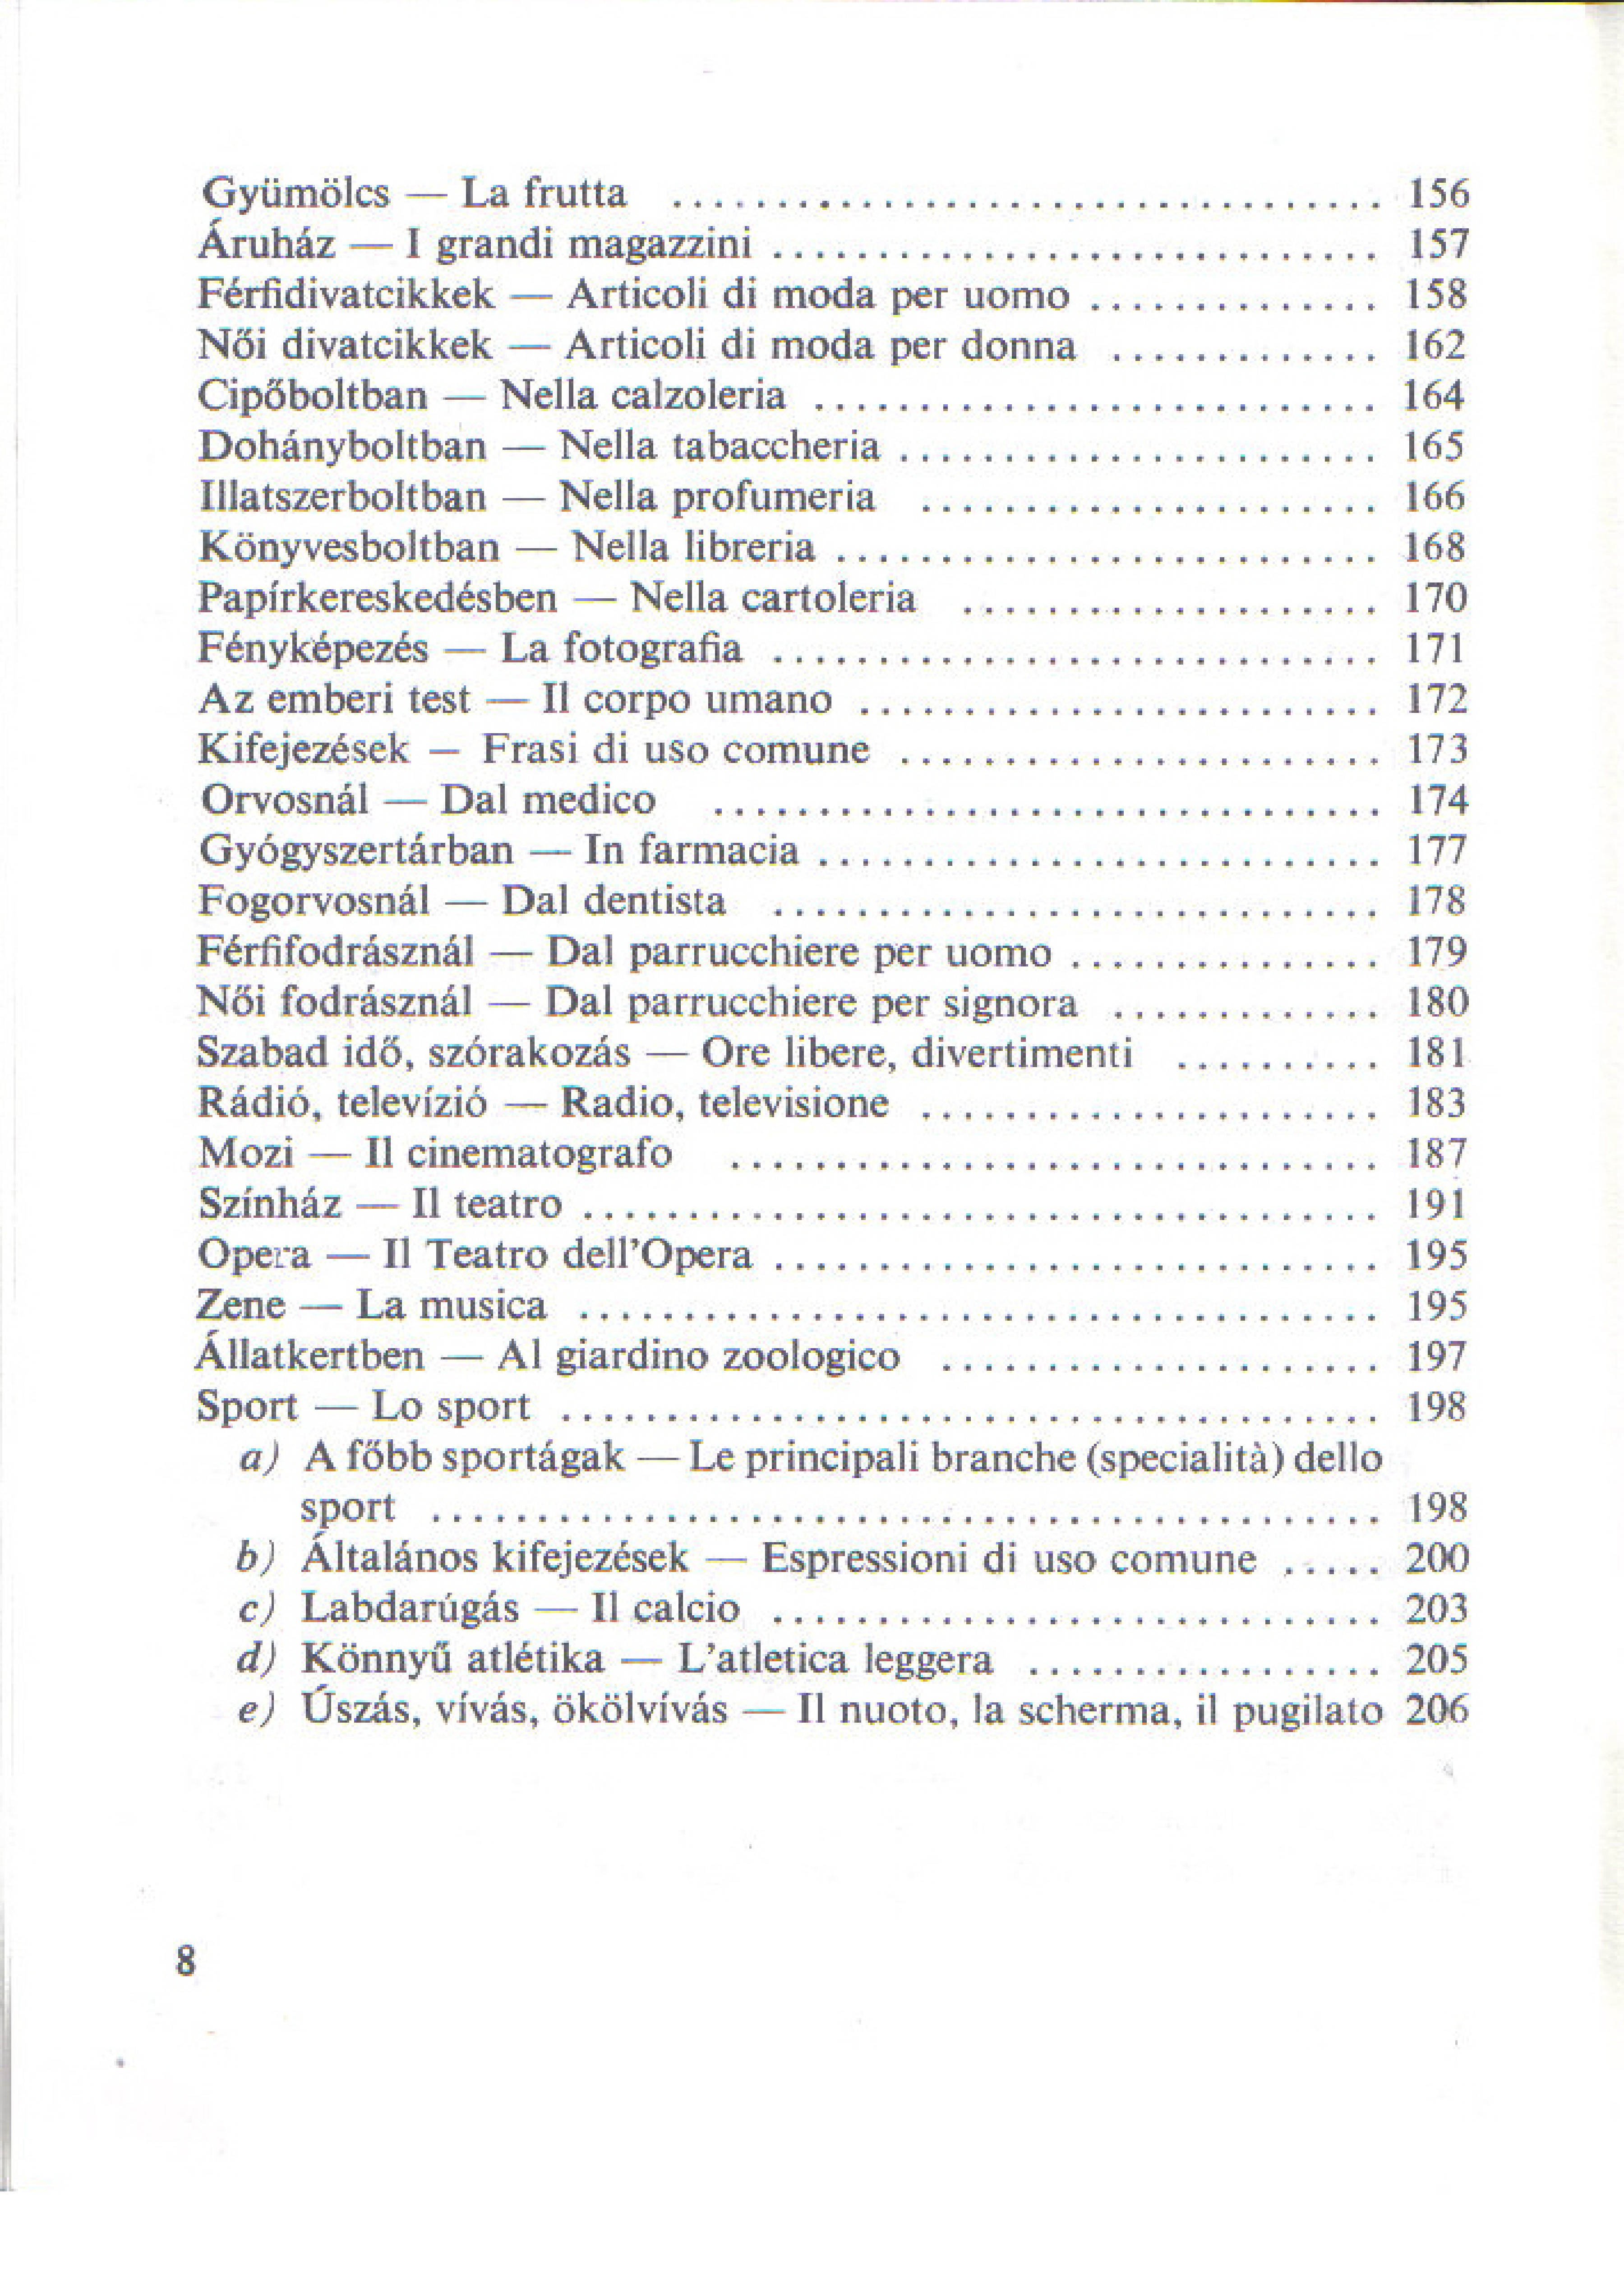 Gyümölcs — La frutta .................................. 156
Áruház — I grandi magazzini ............................. 157
Férfidivatcikkek — Articoli di moda per uomo .............. 158
Női divatcikkek — Articoli di moda per donna ............. 162
Cipőboltban — Nella calzoleria ........................... 164
Dohányboltban — Nella tabaccheria ....................... 165
Illatszerboltban — Nella profumeria ...................... 166
Könyvesboltban — Nella libreria .......................... 168
Papírkereskedésben — Nella cartoleria .................... 170
Fényképezés — La fotografia ............................. 171
Az emberi test — Il corpo umano ......................... 172
Kifejezések — Frasi di uso comune ....................... 173
Orvosnál — Dal medico ................................ 174
Gyógyszertárban — In farmacia ........................... 177
Fogorvosnál — Dal dentista ............................. 178
Férfifodrásznál — Dal parrucchiere per uomo ............... 179
Női fodrásznál — Dal parrucchiere per signora ............. 180
Szabad idő, szórakozás — Ore libere, divertimenti .......... 181
Rádió, televízió — Radio, televisione ...................... 183
Mozi — Il cinematografo ............................... 187
Színház — Il teatro ...................................... 191
Opera — Il Teatro dell’Opera ............................. 195
Zene — La musica ...................................... 195
Állatkertben — Al giardino zoologico ..................... 197
Sport — Lo sport ....................................... 198
a) A főbb sportágak — Le principali branche (specialità) dello
sport ............................................. 198
b) Általános kifejezések — Espressioni di uso comune ..... 200
c) Labdarúgás — Il calcio ............................. 203
d) Könnyű atlétika — L’atletica leggera ................. 205
e) Úszás, vívás, ökölvívás — Il nuoto, la scherma, il pugilato 206
8